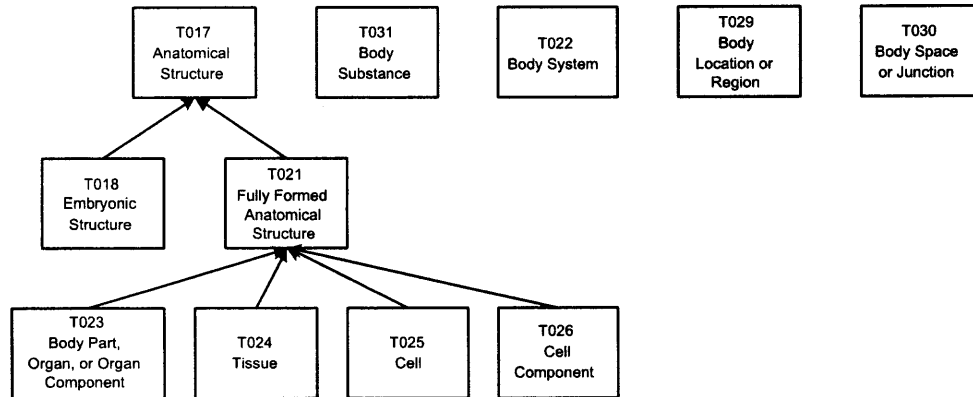 T017
Anatomical
Structure
T031
Body
Substance
T022
Body System
T029
Body
Location or
Region
T030
Body Space
or Junction
T018
Embryonic
Structure
T021
Fully Formed
Anatomical
Structure
T023
Body Part,
Organ, or Organ
Component
T024
Tissue
T025
Cell
T026
Cell
Component